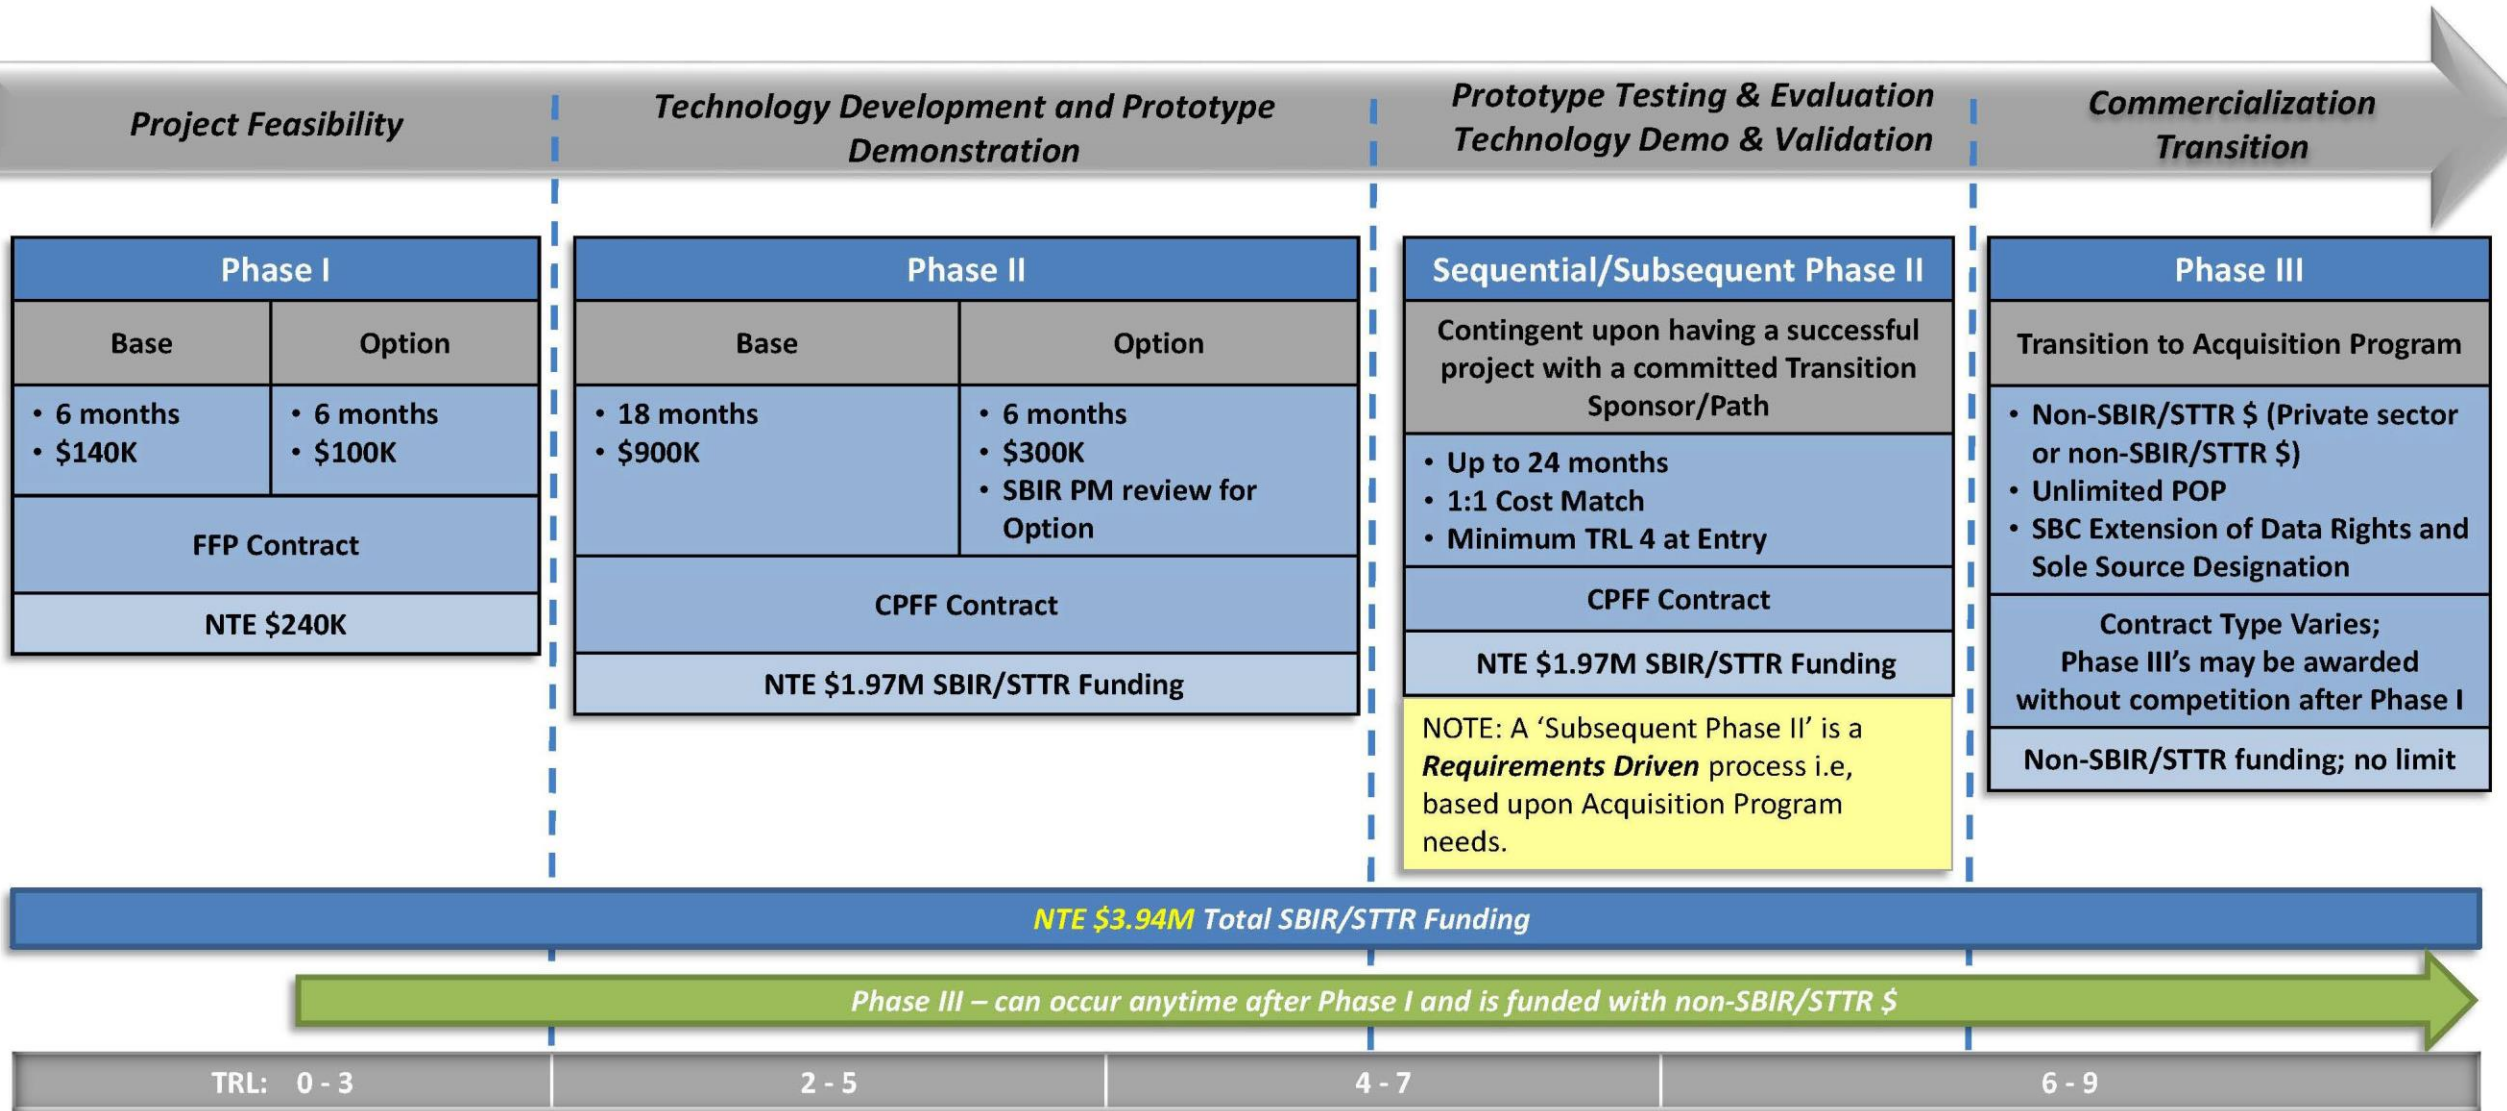 Project Feasibility
Technology Development and Prototype
Demonstration
Prototype Testing & Evaluation
Technology Demo & Validation
Commercialization
Transition
Phase I
Base
Option
• 6 months
• $140K
• 6 months
• $100K
FFP Contract
NTE $240K
Phase II
Base
Option
• 18 months
• $900K
• 6 months
• $300K
• SBIR PM review for
Option
CPFF Contract
NTE $1.97M SBIR/STTR Funding
Sequential/Subsequent Phase II
Contingent upon having a successful
project with a committed Transition
Sponsor/Path
• Up to 24 months
• 1:1 Cost Match
• Minimum TRL 4 at Entry
CPFF Contract
NTE $1.97M SBIR/STTR Funding
NOTE: A ‘Subsequent Phase II’ is a
Requirements Driven process i.e,
based upon Acquisition Program
needs.
Phase III
Transition to Acquisition Program
• Non-SBIR/STTR $ (Private sector
or non-SBIR/STTR $)
• Unlimited POP
• SBC Extension of Data Rights and
Sole Source Designation
Contract Type Varies;
Phase III's may be awarded
without competition after Phase I
Non-SBIR/STTR funding; no limit
NTE $3.94M Total SBIR/STTR Funding
Phase III – can occur anytime after Phase I and is funded with non-SBIR/STTR $
TRL: 0 - 3
2 - 5
4 - 7
6 - 9